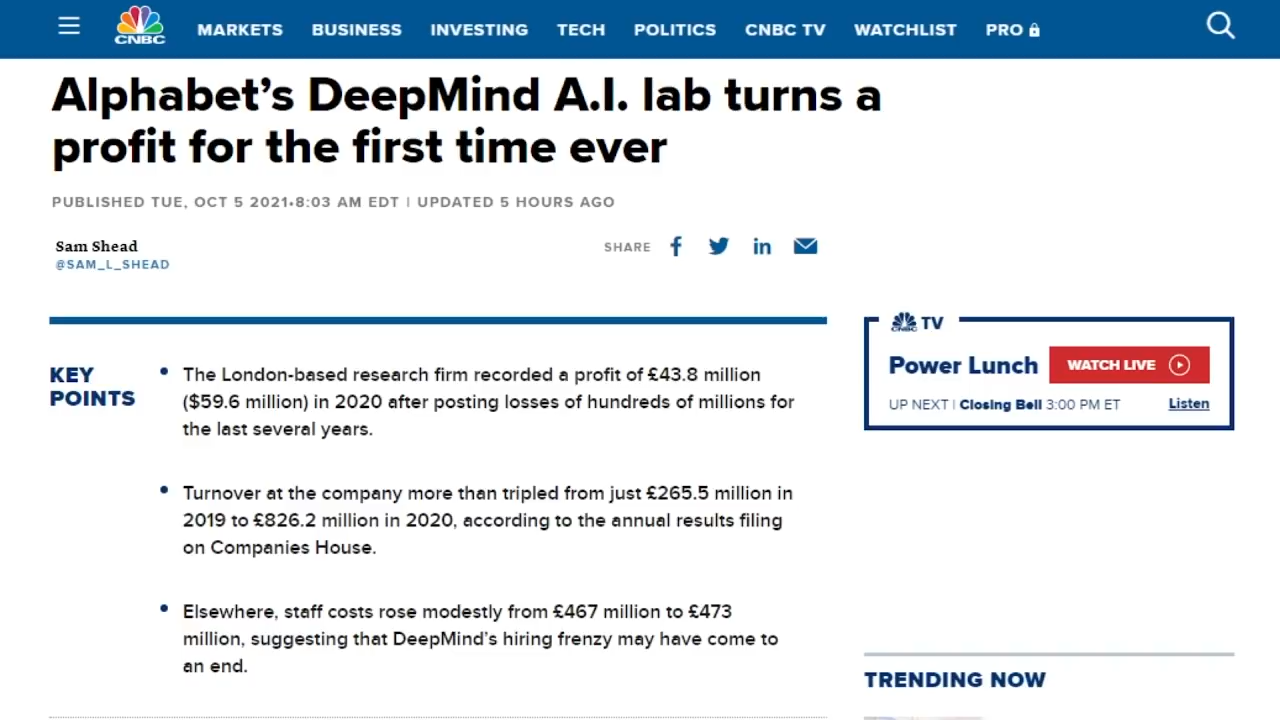 CNBC MARKETS BUSINESS INVESTING TECH POLITICS CNBC TV WATCHLIST PRO
Alphabet’s DeepMind A.I. lab turns a
profit for the first time ever
PUBLISHED TUE, OCT 5 2021•8:03 AM EDT | UPDATED 5 HOURS AGO
Sam Shead
@SAM_L_SHEAD
SHARE
KEY
POINTS
• The London-based research firm recorded a profit of £43.8 million
($59.6 million) in 2020 after posting losses of hundreds of millions for
the last several years.
• Turnover at the company more than tripled from just £265.5 million in
2019 to £826.2 million in 2020, according to the annual results filing
on Companies House.
• Elsewhere, staff costs rose modestly from £467 million to £473
million, suggesting that DeepMind’s hiring frenzy may have come to
an end.
CNBC TV
Power Lunch WATCH LIVE
UP NEXT | Closing Bell 3:00 PM ET Listen
TRENDING NOW